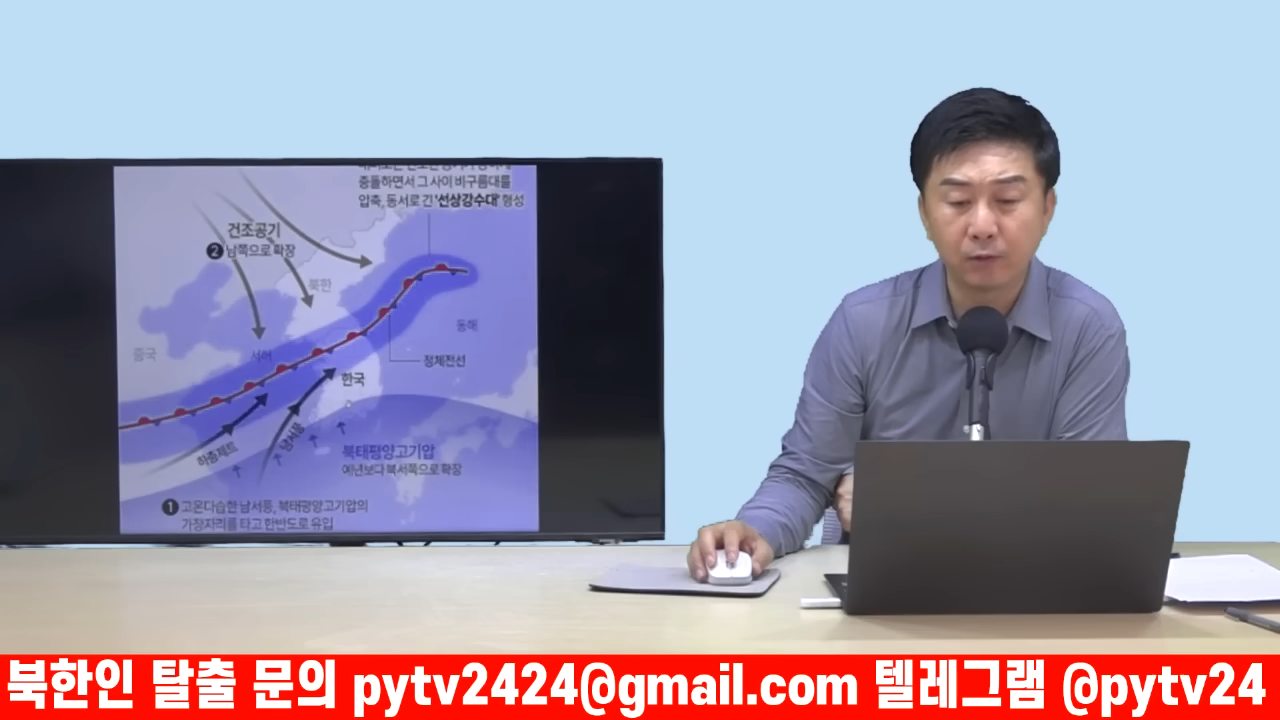 충돌하면서 그 사이 비구름대를
압축, 동서로 긴 '선상강수대' 형성
건조공기
❷ 남쪽으로 확장
북한
동해
중국
서해
정체전선
한국
남서풍
하층제트
북태평양고기압
예년보다 북서쪽으로 확장
❶ 고온다습한 남서풍, 북태평양고기압의
가장자리를 타고 한반도로 유입
북한인 탈출 문의 pytv2424@gmail.com 텔레그램 @pytv24